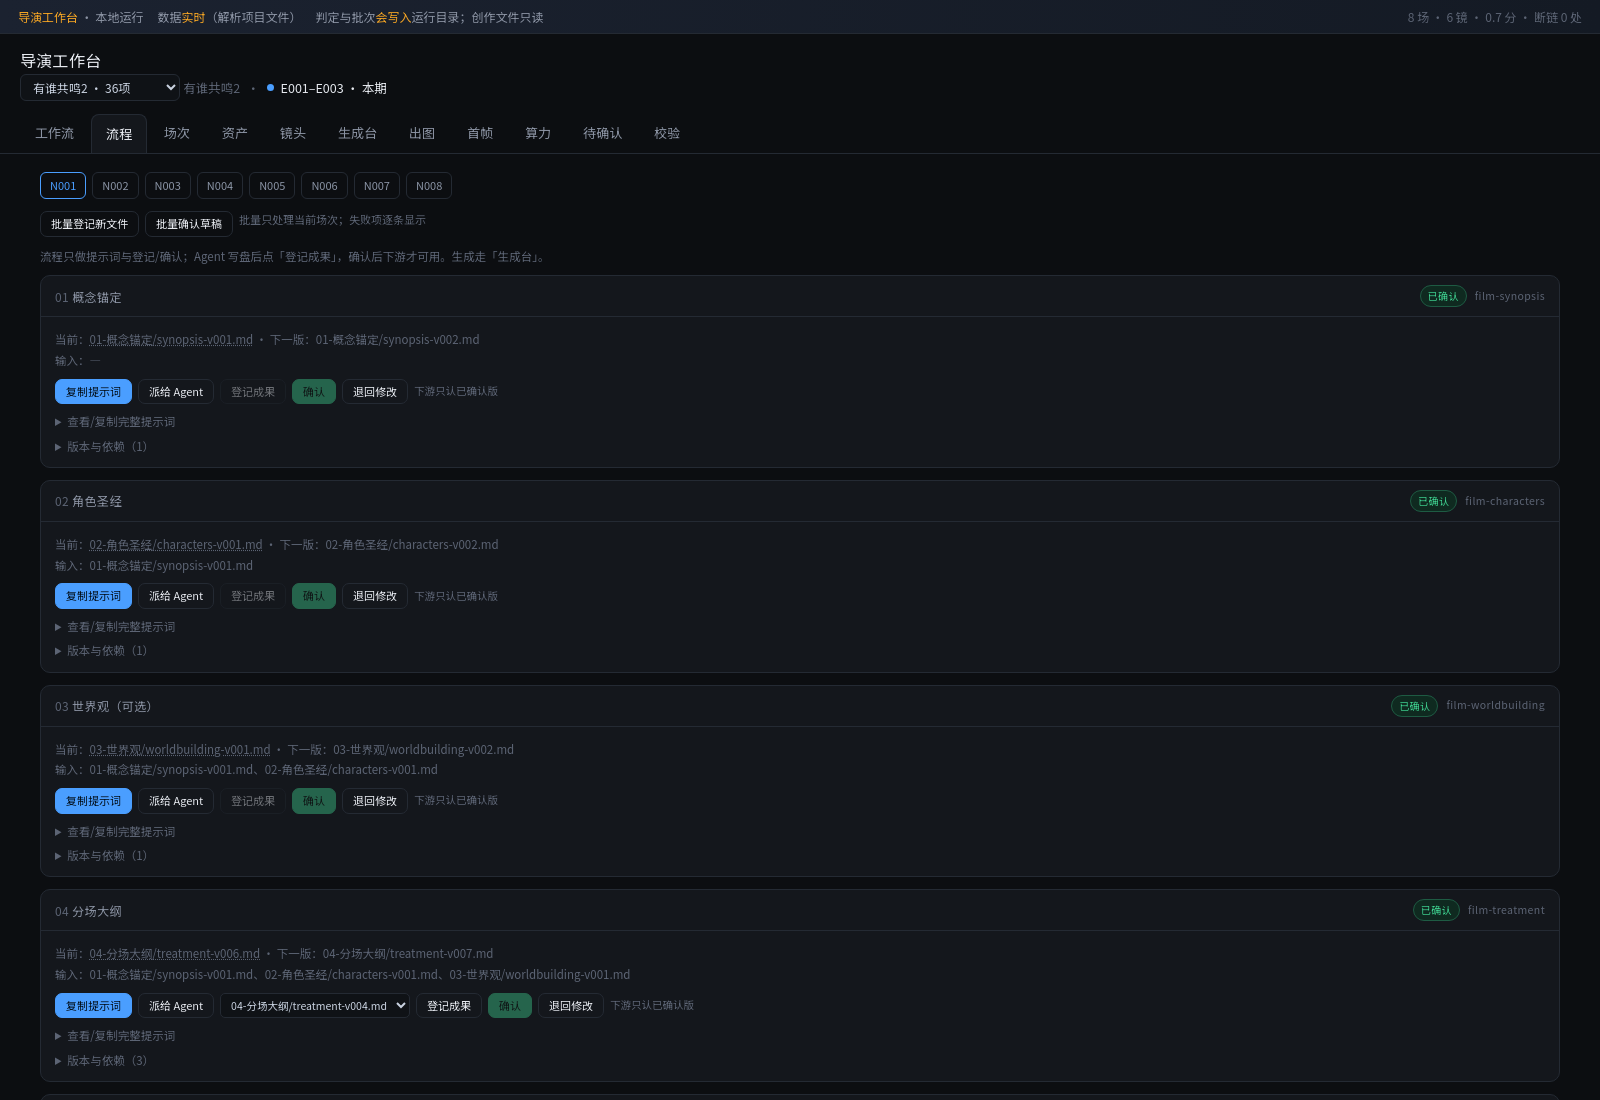 导演工作台 · 本地运行 数据实时（解析项目文件） 判定与批次会写入运行目录；创作文件只读 8 场 · 6 镜 · 0.7 分 · 断链 0 处
导演工作台
有谁共鸣2 · 36项 有谁共鸣2 · E001–E003 · 本期
工作流 流程 场次 资产 镜头 生成台 出图 首帧 算力 待确认 校验
N001 N002 N003 N004 N005 N006 N007 N008
批量登记新文件 批量确认草稿 批量只处理当前场次；失败项逐条显示
流程只做提示词与登记/确认；Agent 写盘后点「登记成果」，确认后下游才可用。生成走「生成台」。
01 概念锚定 已确认 film-synopsis
当前：01-概念锚定/synopsis-v001.md · 下一版：01-概念锚定/synopsis-v002.md
输入：—
复制提示词 派给 Agent 登记成果 确认 退回修改 下游只认已确认版
▶ 查看/复制完整提示词
▶ 版本与依赖（1）
02 角色圣经 已确认 film-characters
当前：02-角色圣经/characters-v001.md · 下一版：02-角色圣经/characters-v002.md
输入：01-概念锚定/synopsis-v001.md
复制提示词 派给 Agent 登记成果 确认 退回修改 下游只认已确认版
▶ 查看/复制完整提示词
▶ 版本与依赖（1）
03 世界观（可选） 已确认 film-worldbuilding
当前：03-世界观/worldbuilding-v001.md · 下一版：03-世界观/worldbuilding-v002.md
输入：01-概念锚定/synopsis-v001.md、02-角色圣经/characters-v001.md
复制提示词 派给 Agent 登记成果 确认 退回修改 下游只认已确认版
▶ 查看/复制完整提示词
▶ 版本与依赖（1）
04 分场大纲 已确认 film-treatment
当前：04-分场大纲/treatment-v006.md · 下一版：04-分场大纲/treatment-v007.md
输入：01-概念锚定/synopsis-v001.md、02-角色圣经/characters-v001.md、03-世界观/worldbuilding-v001.md
复制提示词 派给 Agent 04-分场大纲/treatment-v004.md 登记成果 确认 退回修改 下游只认已确认版
▶ 查看/复制完整提示词
▶ 版本与依赖（3）